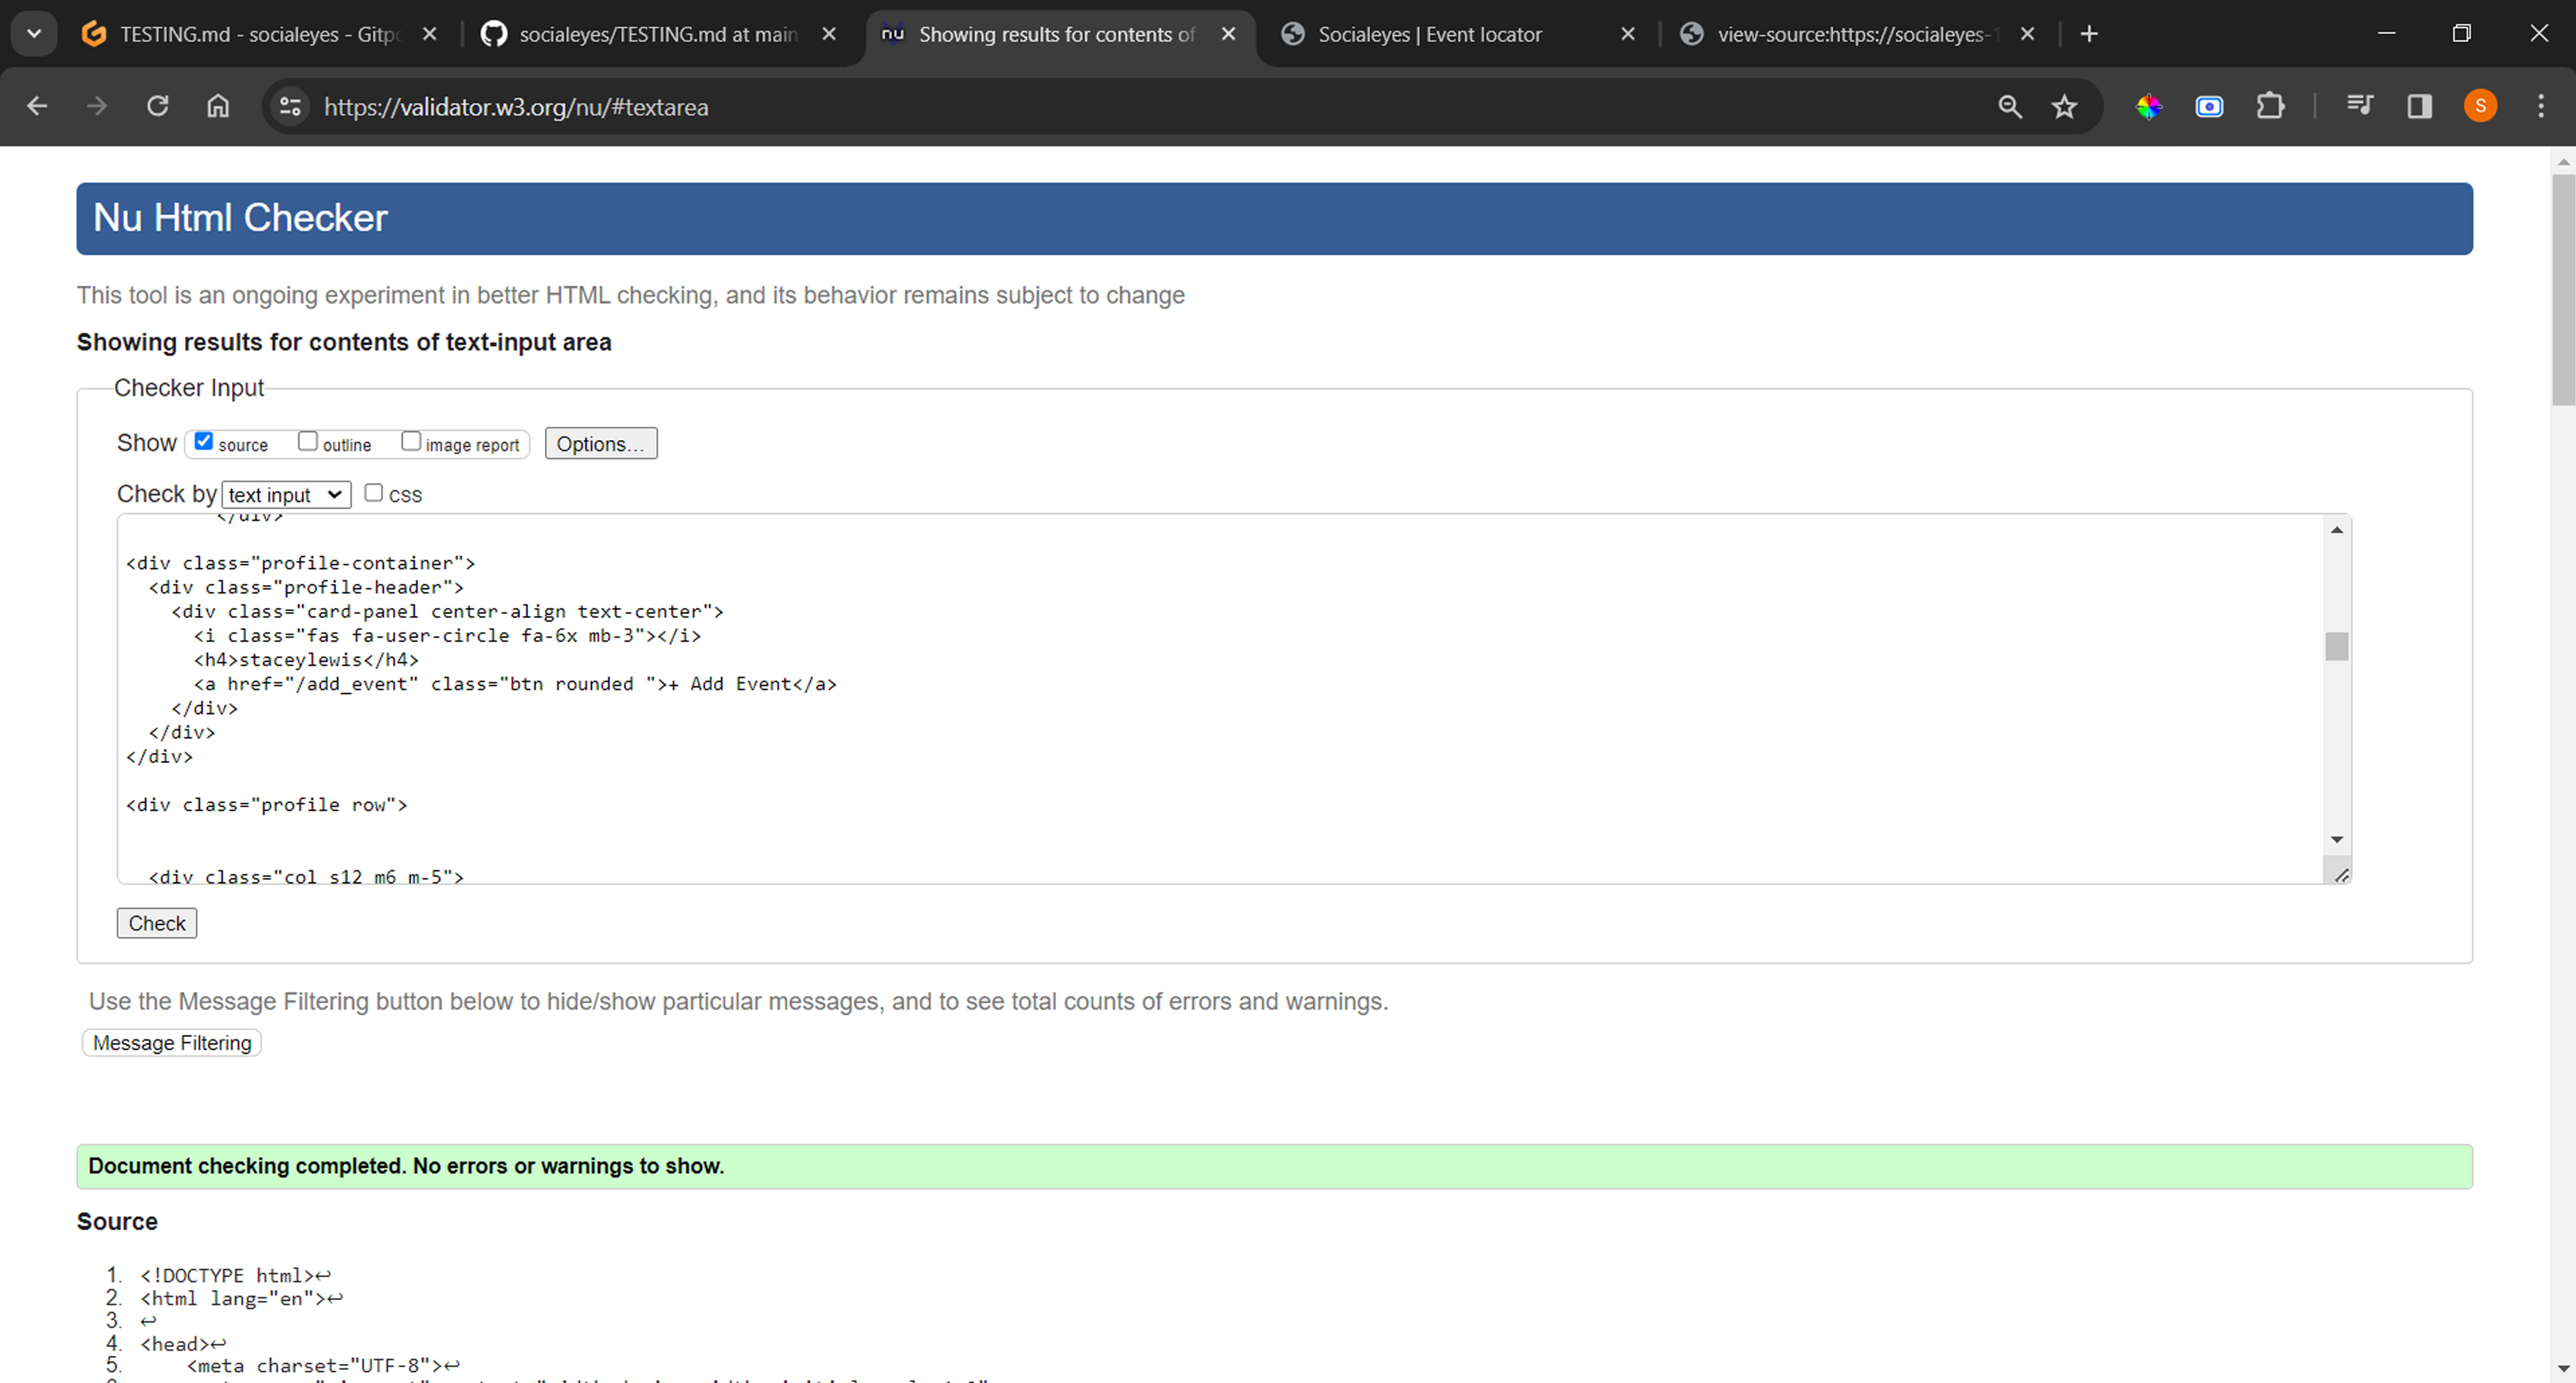 TESTING.md - socialeyes - Gitpo
socialeyes/TESTING.md at main
nu Showing results for contents of
Socialeyes | Event locator
view-source:https://socialeyes-1
https://validator.w3.org/nu/#textarea
S
Nu Html Checker
This tool is an ongoing experiment in better HTML checking, and its behavior remains subject to change
Showing results for contents of text-input area
Checker Input
Show source outline image report Options...
Check by text input css
</div>
<div class="profile-container">
<div class="profile-header">
<div class="card-panel center-align text-center">
<i class="fas fa-user-circle fa-6x mb-3"></i>
<h4>staceylewis</h4>
<a href="/add_event" class="btn rounded ">+ Add Event</a>
</div>
</div>
</div>
<div class="profile row">
<div class="col s12 m6 m-5">
Check
Use the Message Filtering button below to hide/show particular messages, and to see total counts of errors and warnings.
Message Filtering
Document checking completed. No errors or warnings to show.
Source
1. <!DOCTYPE html>↩
2. <html lang="en">↩
3. ↩
4. <head>↩
5. <meta charset="UTF-8">↩